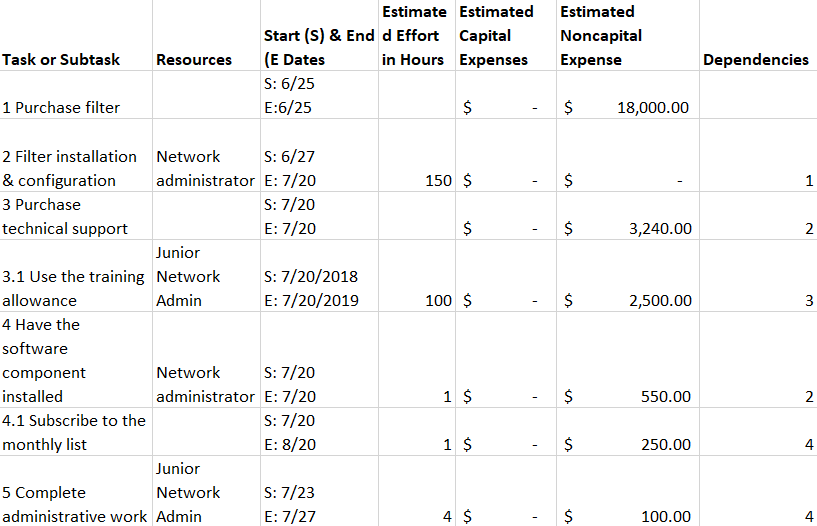 Estimate Estimated Estimated
Start (S) & End d Effort Capital Noncapital
Task or Subtask Resources (E Dates in Hours Expenses Expense Dependencies
S: 6/25
1 Purchase filter E:6/25 $ - $ 18,000.00
2 Filter installation Network S: 6/27
& configuration administrator E: 7/20 150 $ - $ - 1
3 Purchase S: 7/20
technical support E: 7/20 $ - $ 3,240.00 2
Junior
3.1 Use the training Network S: 7/20/2018
allowance Admin E: 7/20/2019 100 $ - $ 2,500.00 3
4 Have the
software
component Network S: 7/20
installed administrator E: 7/20 1 $ - $ 550.00 2
4.1 Subscribe to the S: 7/20
monthly list E: 8/20 1 $ - $ 250.00 4
Junior
5 Complete Network S: 7/23
administrative work Admin E: 7/27 4 $ - $ 100.00 4